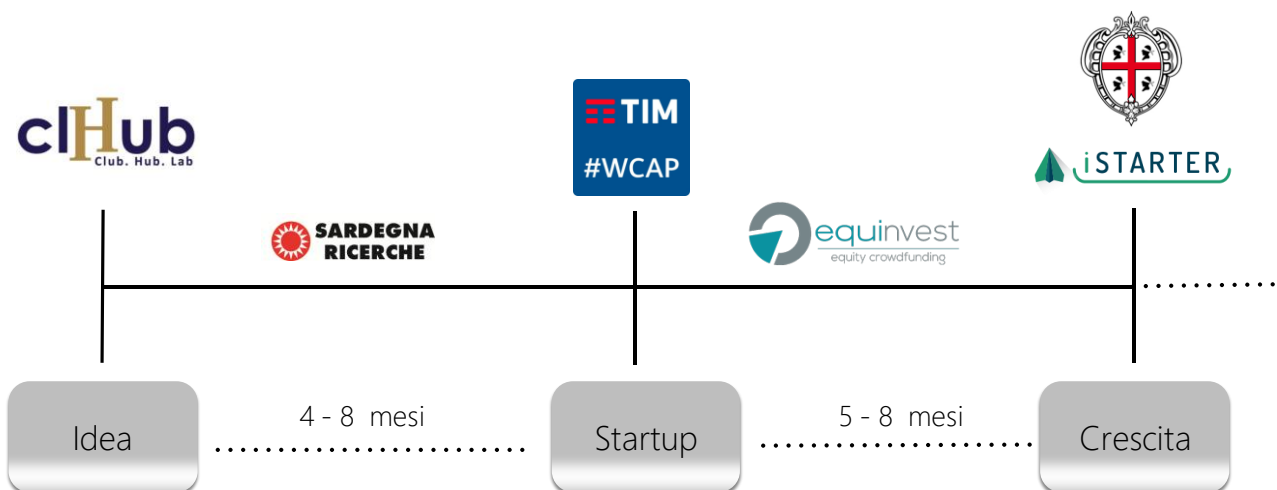 clHub
Club. Hub. Lab
TIM
#WCAP
iSTARTER
SARDEGNA
RICERCHE
equinvest
equity crowdfunding
4 - 8 mesi
5 - 8 mesi
Idea
Startup
Crescita